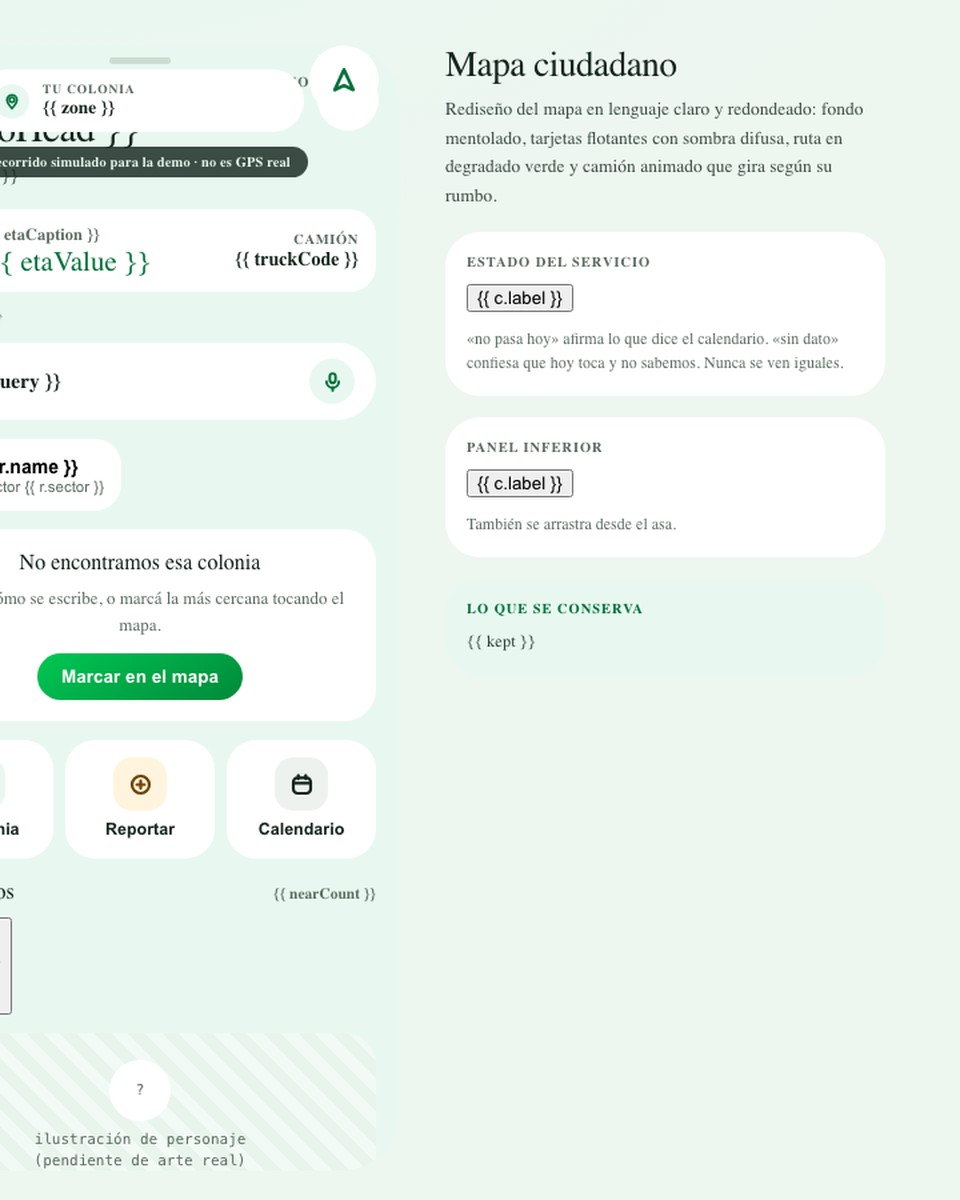 TU COLONIA
{{ zone }}
ecorrido simulado para la demo · no es GPS real
}}
etaCaption }}
{ etaValue }}
CAMIÓN
{{ truckCode }}
uery }}
r.name }}
ctor {{ r.sector }}
No encontramos esa colonia
ómo se escribe, o marcá la más cercana tocando el
mapa.
Marcar en el mapa
nia
Reportar
Calendario
OS
{{ nearCount }}
?
ilustración de personaje
(pendiente de arte real)
Mapa ciudadano
Rediseño del mapa en lenguaje claro y redondeado: fondo
mentolado, tarjetas flotantes con sombra difusa, ruta en
degradado verde y camión animado que gira según su
rumbo.
ESTADO DEL SERVICIO
{{ c.label }}
«no pasa hoy» afirma lo que dice el calendario. «sin dato»
confiesa que hoy toca y no sabemos. Nunca se ven iguales.
PANEL INFERIOR
{{ c.label }}
También se arrastra desde el asa.
LO QUE SE CONSERVA
{{ kept }}